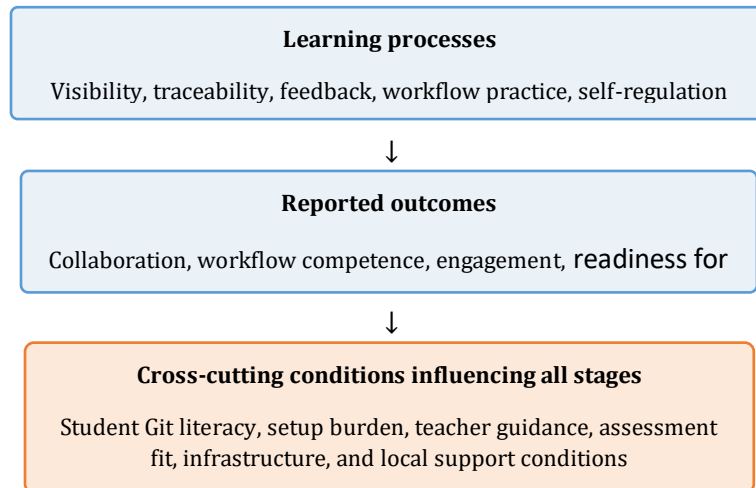 Learning processes
Visibility, traceability, feedback, workflow practice, self-regulation
↓
Reported outcomes
Collaboration, workflow competence, engagement, readiness for
↓
Cross-cutting conditions influencing all stages
Student Git literacy, setup burden, teacher guidance, assessment
fit, infrastructure, and local support conditions